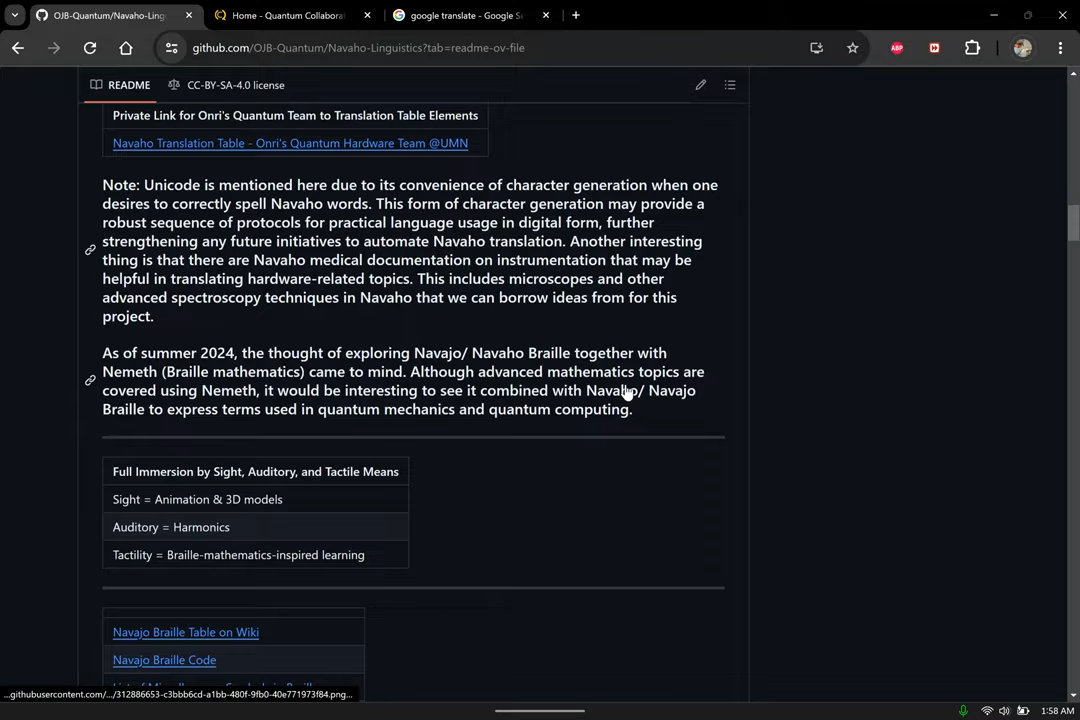 OJB-Quantum/Navaho-Lingu
Home - Quantum Collabora
google translate - Google Se
github.com/OJB-Quantum/Navaho-Linguistics?tab=readme-ov-file
ABP
README
CC-BY-SA-4.0 license
Private Link for Onri's Quantum Team to Translation Table Elements
Navaho Translation Table - Onri's Quantum Hardware Team @UMN
Note: Unicode is mentioned here due to its convenience of character generation when one
desires to correctly spell Navaho words. This form of character generation may provide a
robust sequence of protocols for practical language usage in digital form, further
strengthening any future initiatives to automate Navaho translation. Another interesting
thing is that there are Navaho medical documentation on instrumentation that may be
helpful in translating hardware-related topics. This includes microscopes and other
advanced spectroscopy techniques in Navaho that we can borrow ideas from for this
project.
As of summer 2024, the thought of exploring Navajo/ Navaho Braille together with
Nemeth (Braille mathematics) came to mind. Although advanced mathematics topics are
covered using Nemeth, it would be interesting to see it combined with Navaho/ Navajo
Braille to express terms used in quantum mechanics and quantum computing.
Full Immersion by Sight, Auditory, and Tactile Means
Sight = Animation & 3D models
Auditory = Harmonics
Tactility = Braille-mathematics-inspired learning
Navajo Braille Table on Wiki
Navajo Braille Code
...githubusercontent.com/.../312886653-c3bbb6cd-a1bb-480f-9fb0-40e771973f84.png...
1:58 AM